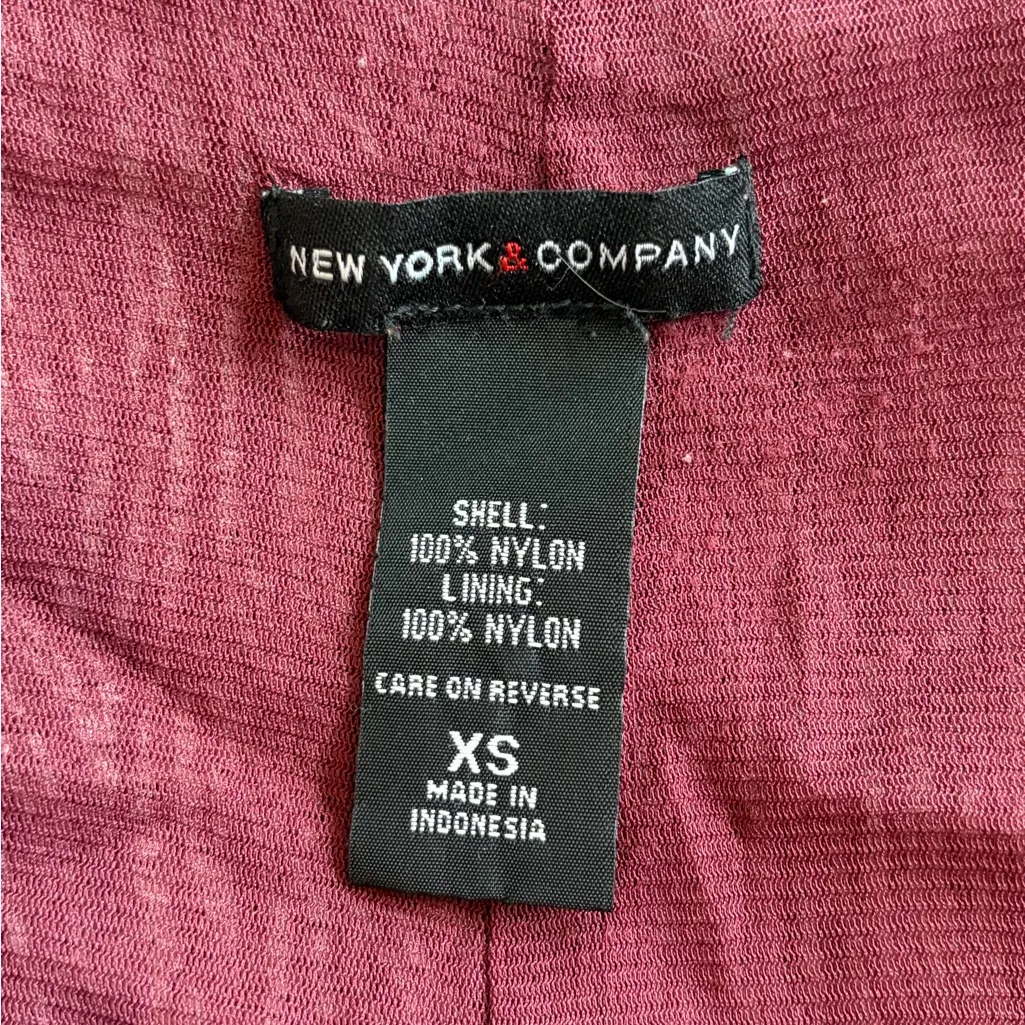 NEW YORK & COMPANY
SHELL:
100% NYLON
LINING:
100% NYLON
CARE ON REVERSE
XS
MADE IN
INDONESIA